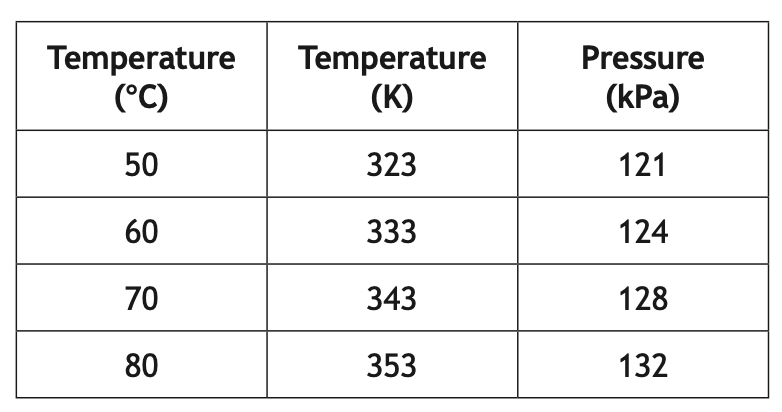 Temperature Temperature Pressure
(°C) (K) (kPa)
50 323 121
60 333 124
70 343 128
80 353 132